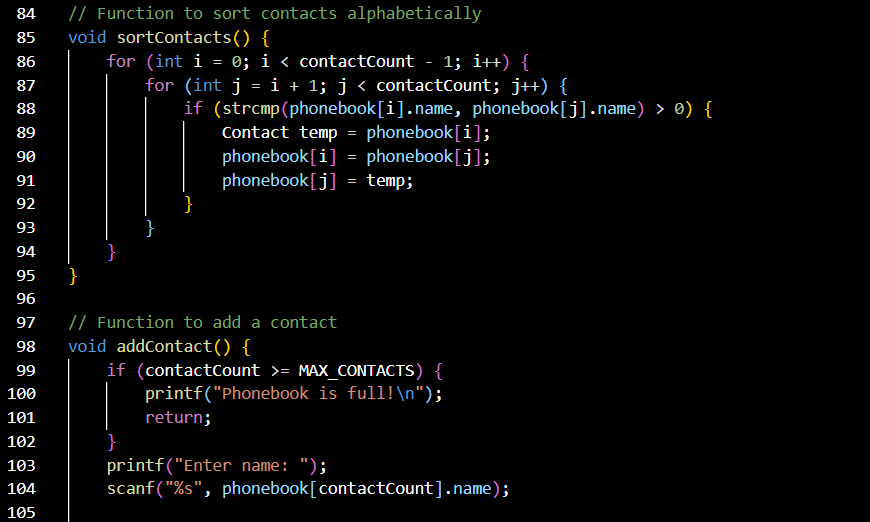 84 // Function to sort contacts alphabetically
85 void sortContacts() {
86     for (int i = 0; i < contactCount - 1; i++) {
87         for (int j = i + 1; j < contactCount; j++) {
88             if (strcmp(phonebook[i].name, phonebook[j].name) > 0) {
89                 Contact temp = phonebook[i];
90                 phonebook[i] = phonebook[j];
91                 phonebook[j] = temp;
92             }
93         }
94     }
95 }
96
97 // Function to add a contact
98 void addContact() {
99     if (contactCount >= MAX_CONTACTS) {
100         printf("Phonebook is full!\n");
101         return;
102     }
103     printf("Enter name: ");
104     scanf("%s", phonebook[contactCount].name);
105